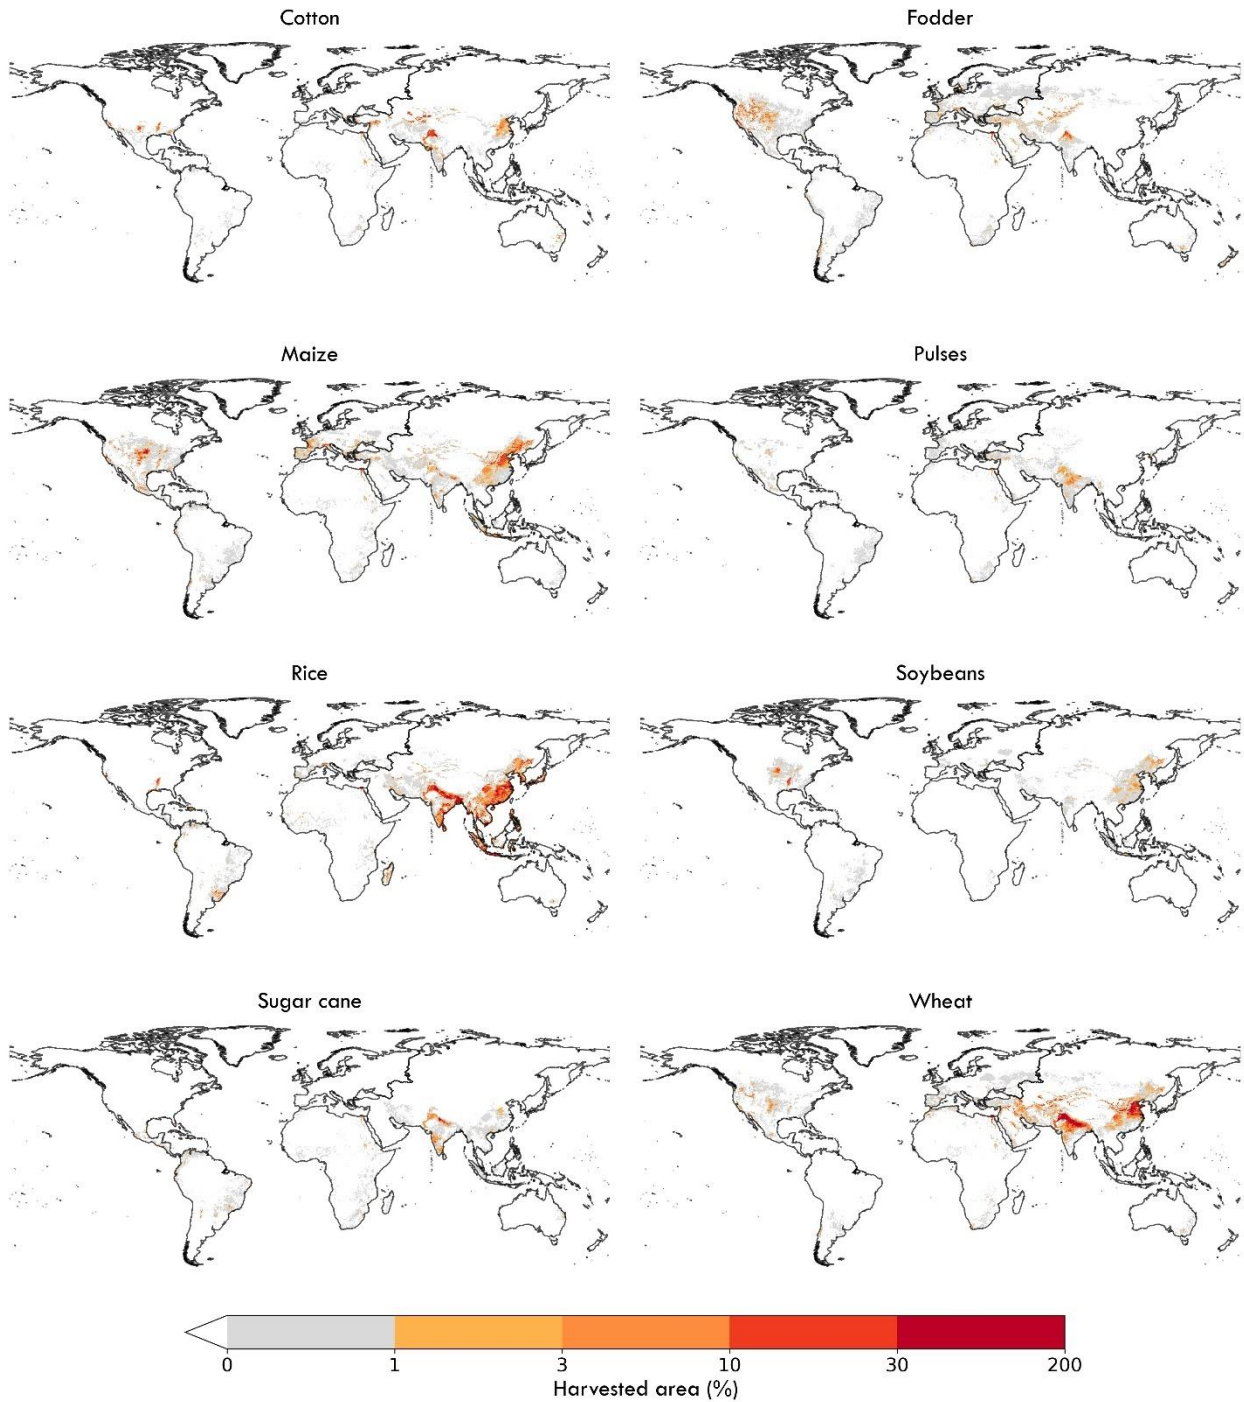 Cotton
Fodder
Maize
Pulses
Rice
Soybeans
Sugar cane
Wheat
0 1 3 10 30 200
Harvested area (%)